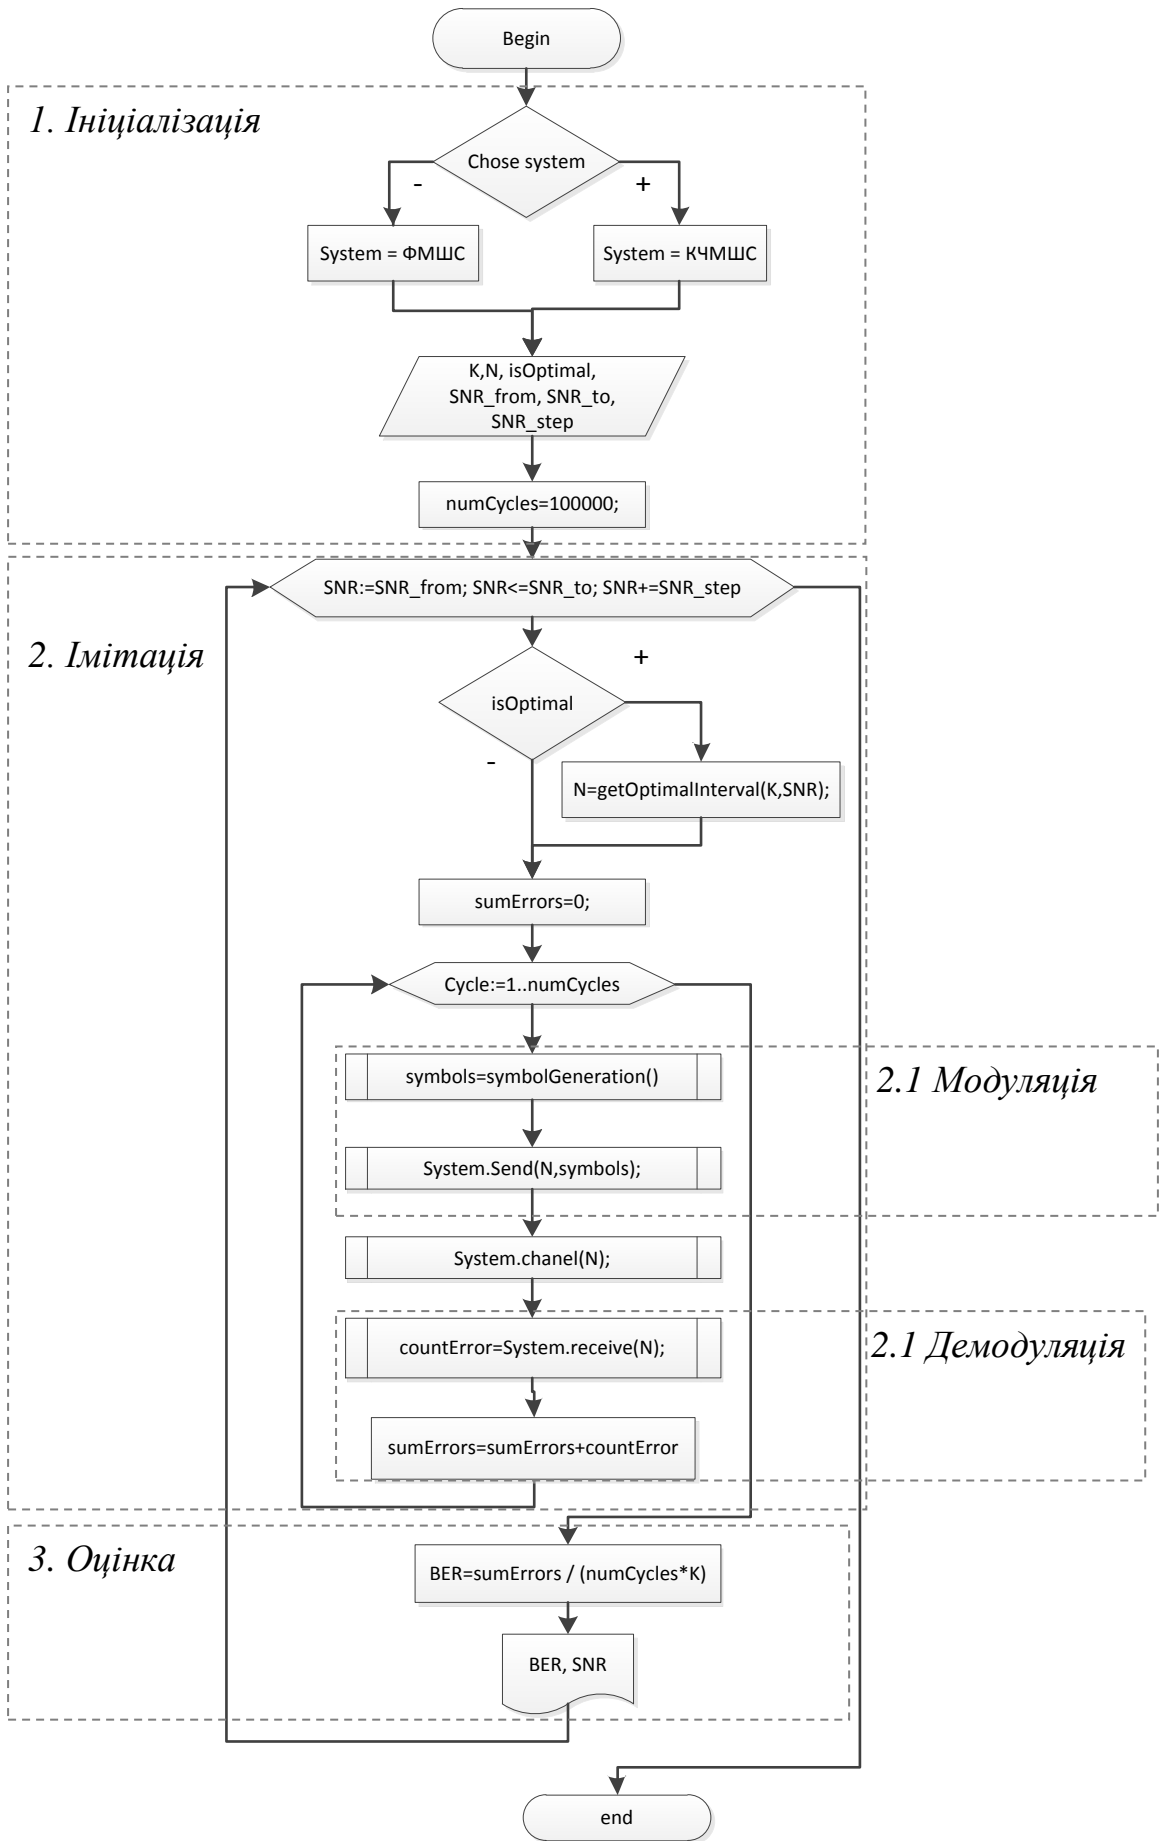 Begin
1. Ініціалізація
Chose system
-
+
System = ФМШС
System = КЧМШС
K,N, isOptimal,
SNR_from, SNR_to,
SNR_step
numCycles=100000;
SNR:=SNR_from; SNR<=SNR_to; SNR+=SNR_step
2. Імітація
+
isOptimal
-
N=getOptimalInterval(K,SNR);
sumErrors=0;
Cycle:=1..numCycles
symbols=symbolGeneration()
2.1 Модуляція
System.Send(N,symbols);
System.chanel(N);
countError=System.receive(N);
2.1 Демодуляція
sumErrors=sumErrors+countError
3. Оцінка
BER=sumErrors / (numCycles*K)
BER, SNR
end